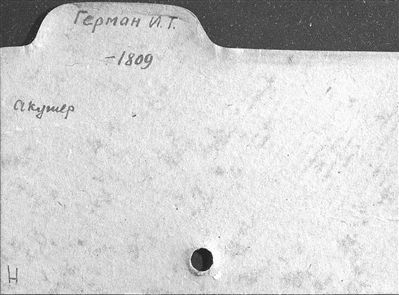 Герман И.Г.
-1809
акушер
Н